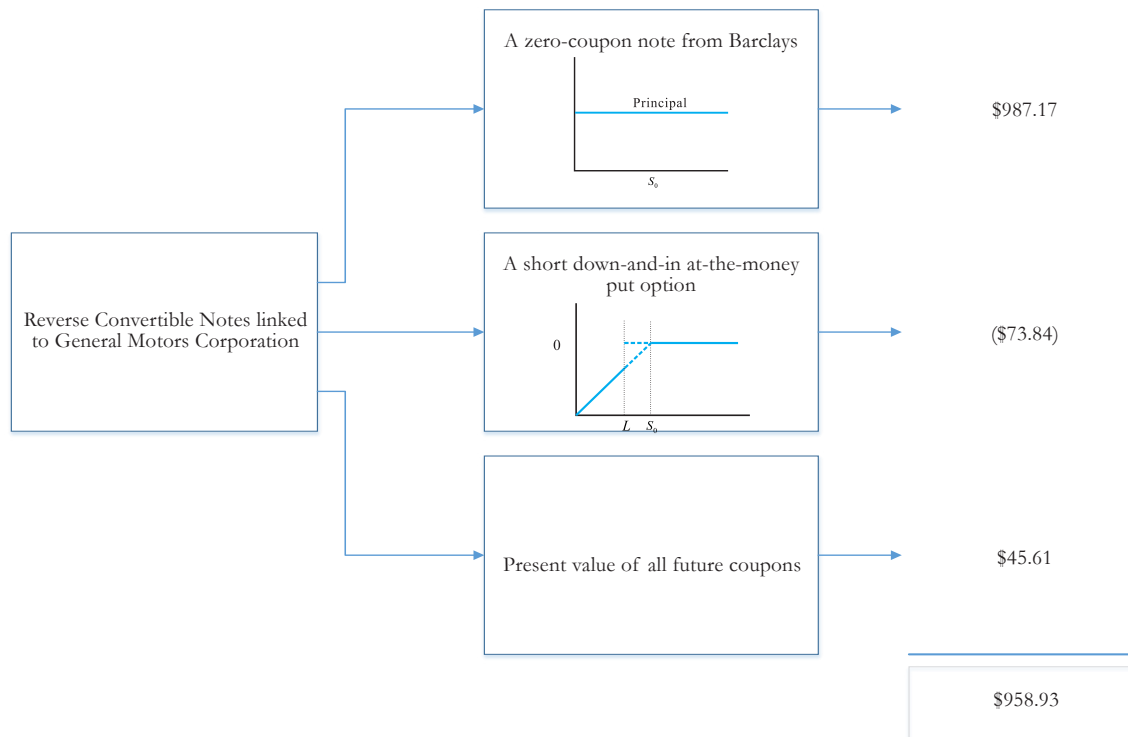 A zero-coupon note from Barclays
Principal
S₀
$987.17
Reverse Convertible Notes linked
to General Motors Corporation
A short down-and-in at-the-money
put option
0
L S₀
($73.84)
Present value of all future coupons
$45.61
$958.93